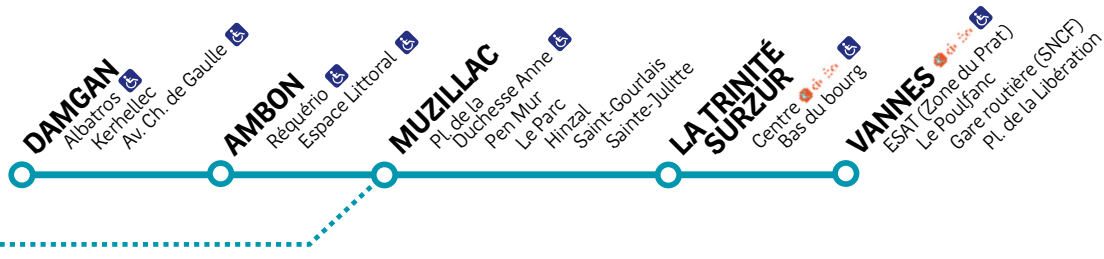 DAMGAN
Albatros
Kerhellec
Av. Ch. de Gaulle
AMBON
Réquério
Espace Littoral
MUZILLAC
Pl. de la
Duchesse Anne
Pen Mur
Le Parc
Hinzal
Saint-Gourlais
Sainte-Julitte
LA TRINITÉ
SURZUR
Centre
Bas du bourg
VANNES
ESAT (Zone du Prat)
Le Poulfanc
Gare routière (SNCF)
Pl. de la Libération